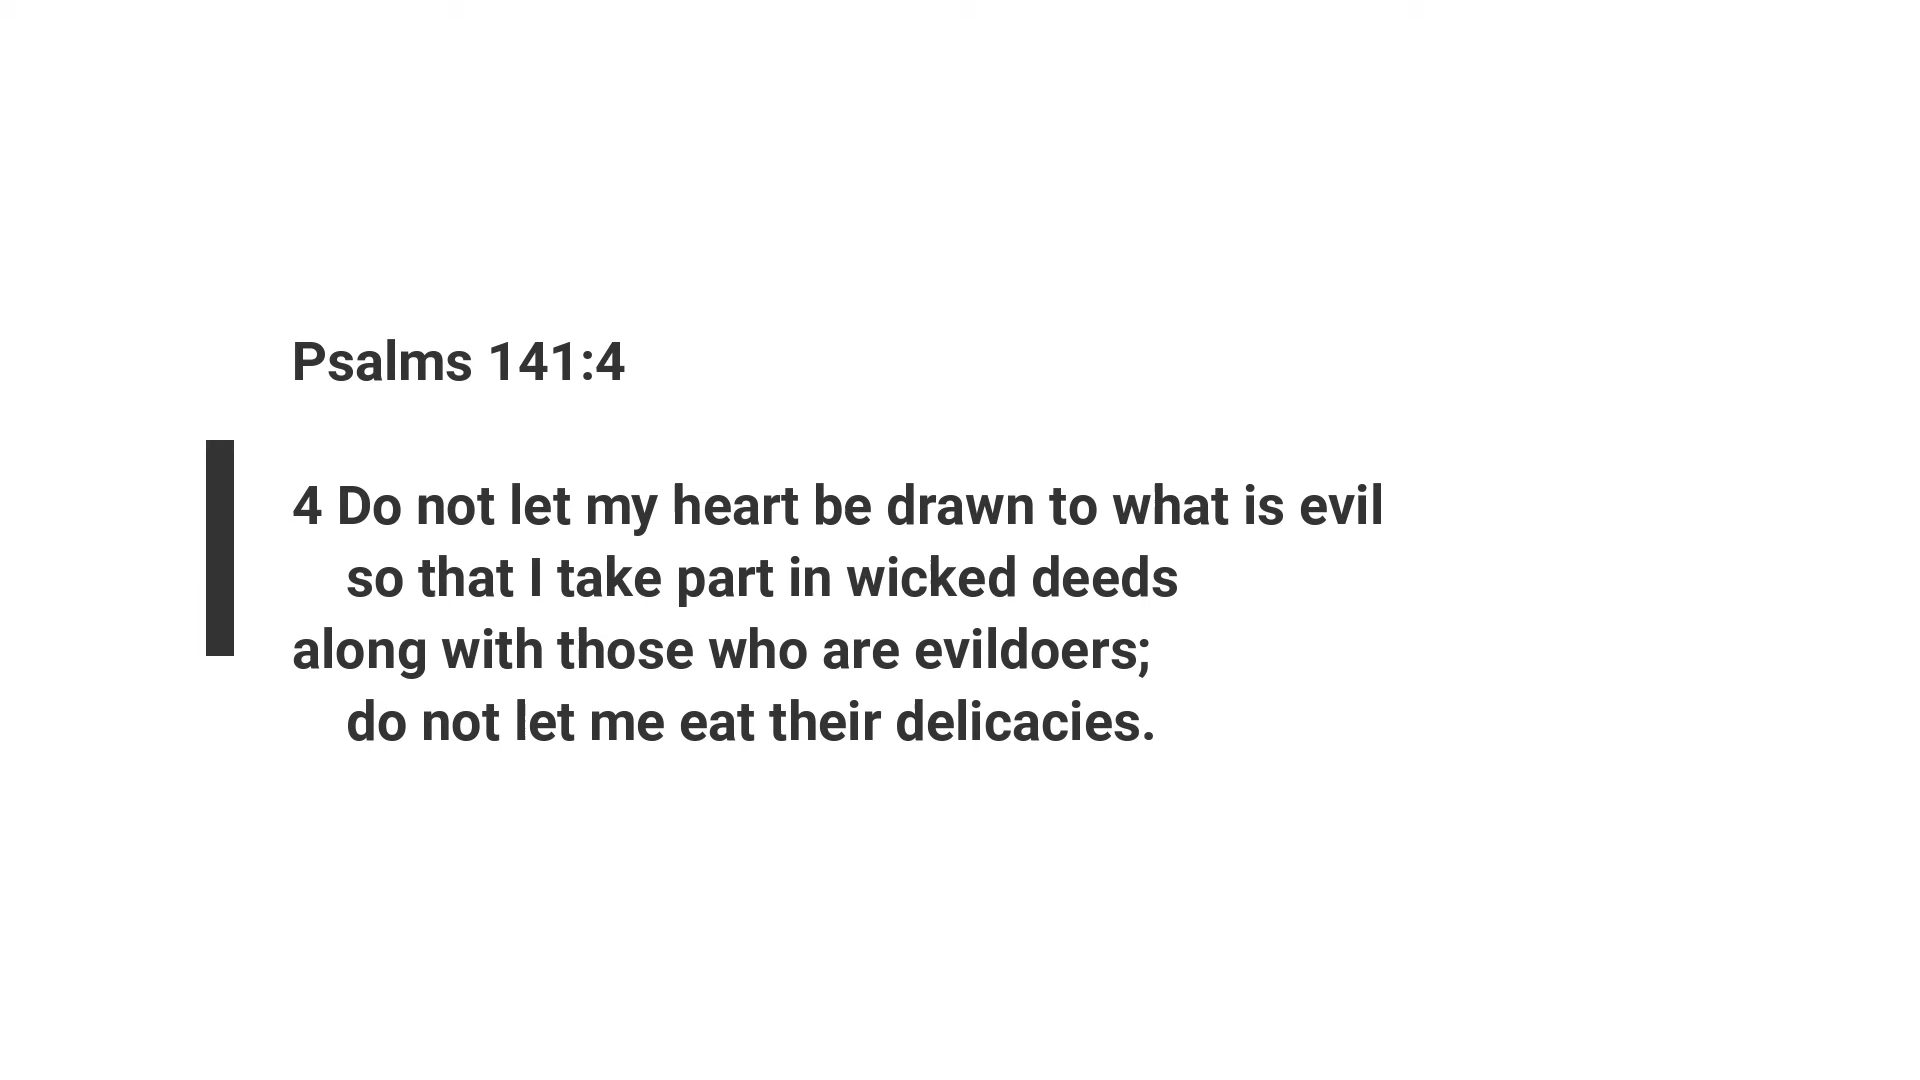 Psalms 141:4
4 Do not let my heart be drawn to what is evil
so that I take part in wicked deeds
along with those who are evildoers;
do not let me eat their delicacies.